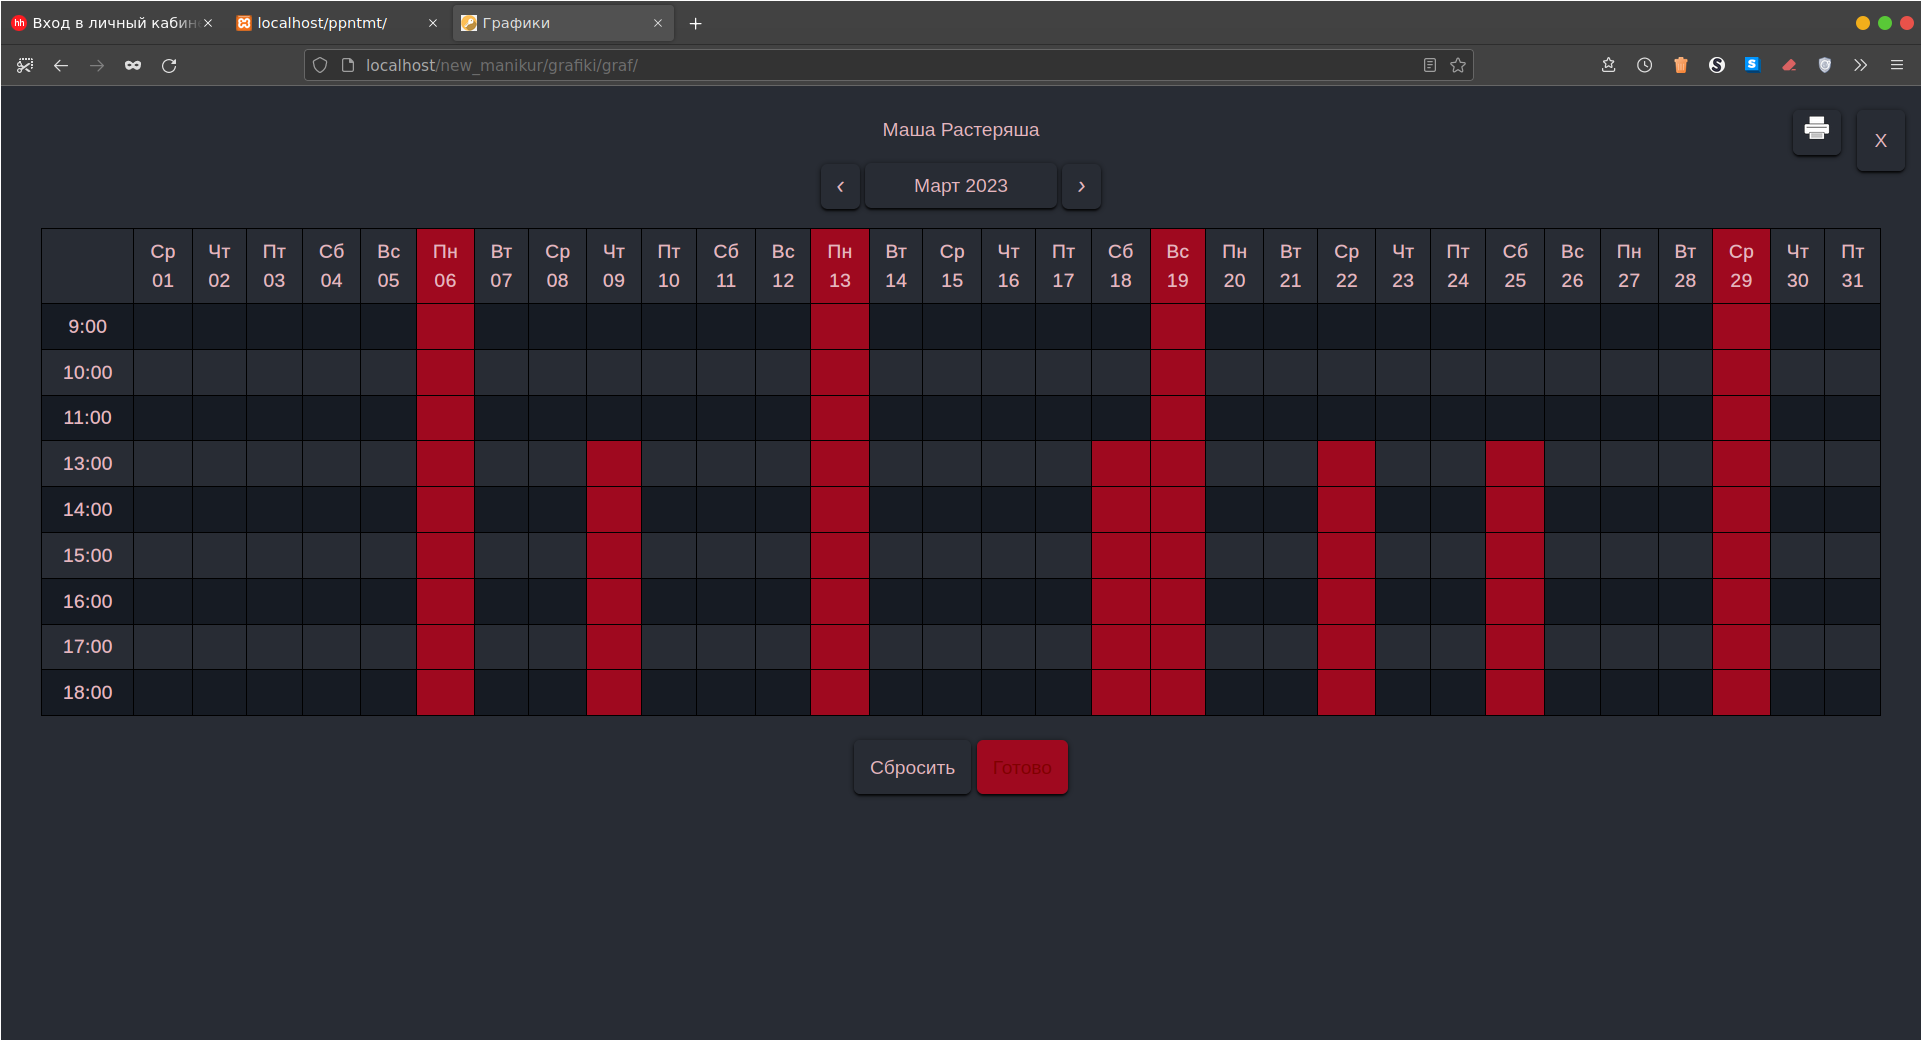 Вход в личный кабин
localhost/ppntmt/
Графики
localhost/new_manikur/grafiki/graf/
Маша Растеряша
X
‹ Март 2023 ›
Ср Чт Пт Сб Вс Пн Вт Ср Чт Пт Сб Вс Пн Вт Ср Чт Пт Сб Вс Пн Вт Ср Чт Пт Сб Вс Пн Вт Ср Чт Пт
01 02 03 04 05 06 07 08 09 10 11 12 13 14 15 16 17 18 19 20 21 22 23 24 25 26 27 28 29 30 31
9:00
10:00
11:00
13:00
14:00
15:00
16:00
17:00
18:00
Сбросить Готово